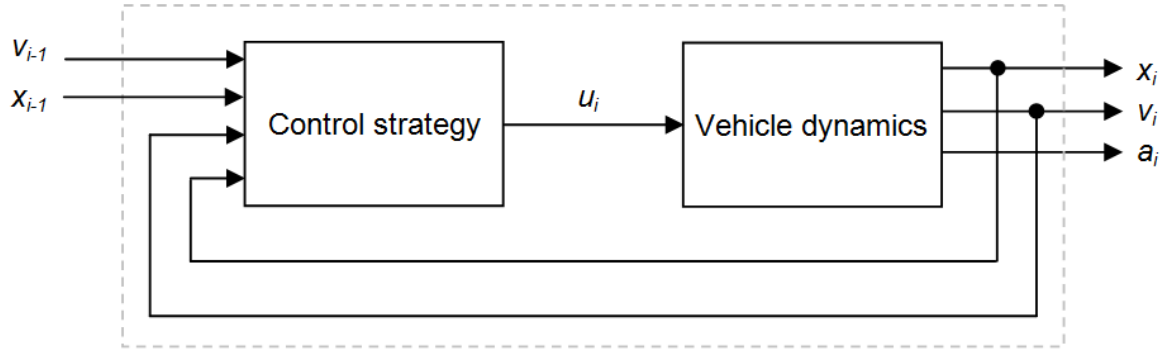 v_{i-1}
x_{i-1}
Control strategy
u_i
Vehicle dynamics
x_i
v_i
a_i